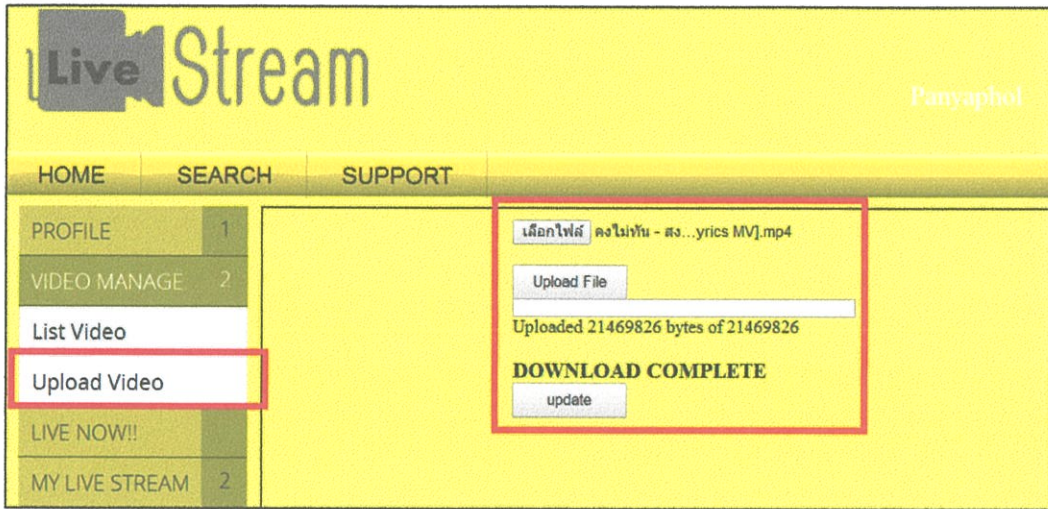 Live Stream
Panyaphol
HOME SEARCH SUPPORT
PROFILE 1
VIDEO MANAGE 2
List Video
Upload Video
LIVE NOW!!
MY LIVE STREAM 2
เลือกไฟล์ คงไม่ทัน - สง...yrics MV].mp4
Upload File
Uploaded 21469826 bytes of 21469826
DOWNLOAD COMPLETE
update